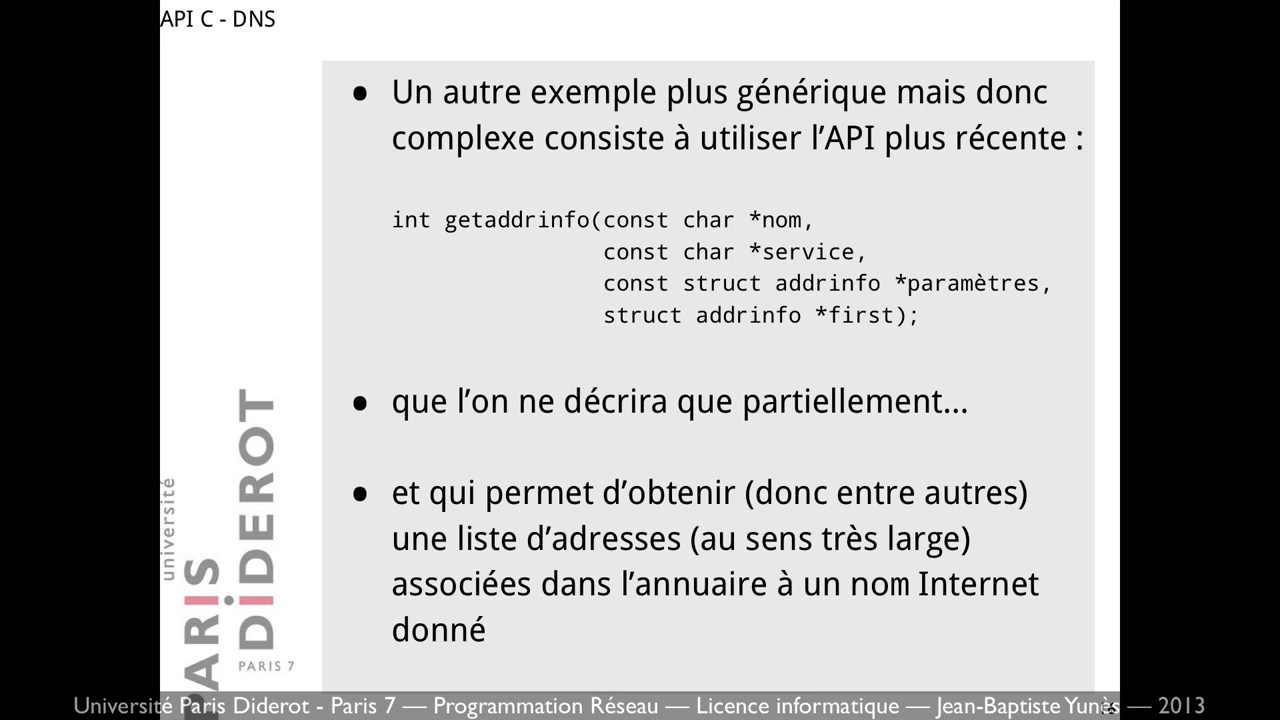 API C - DNS
• Un autre exemple plus générique mais donc
complexe consiste à utiliser l’API plus récente :
int getaddrinfo(const char *nom,
const char *service,
const struct addrinfo *paramètres,
struct addrinfo *first);
• que l’on ne décrira que partiellement...
• et qui permet d’obtenir (donc entre autres)
une liste d’adresses (au sens très large)
associées dans l’annuaire à un nom Internet
donné
université
PARIS
DiDEROT
PARIS 7
Université Paris Diderot - Paris 7 — Programmation Réseau — Licence informatique — Jean-Baptiste Yunès — 2013